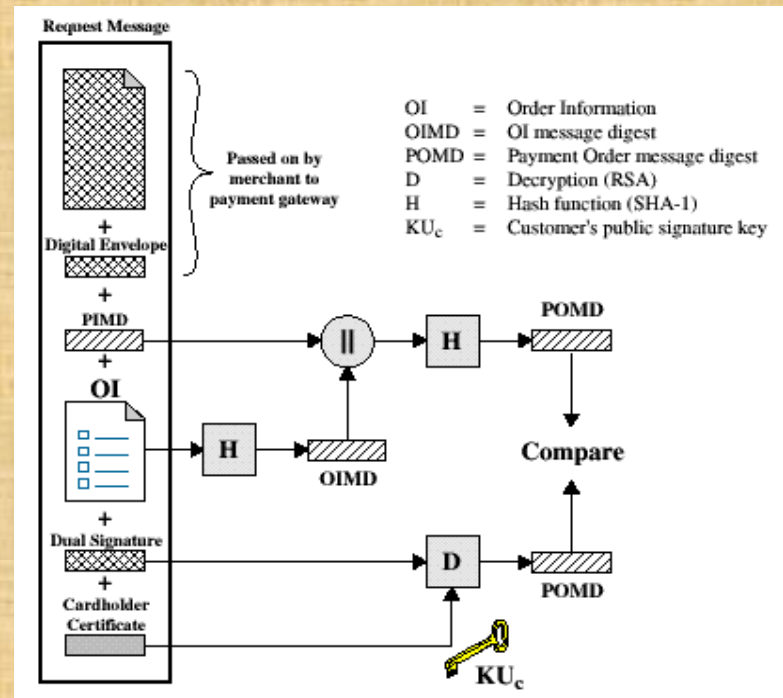 Request Message
Passed on by
merchant to
payment gateway
OI = Order Information
OIMD = OI message digest
POMD = Payment Order message digest
D = Decryption (RSA)
H = Hash function (SHA-1)
KUc = Customer's public signature key
+
Digital Envelope
+
PIMD
+
OI
||
H
POMD
H
OIMD
Compare
+
Dual Signature
+
Cardholder
Certificate
D
POMD
KUc